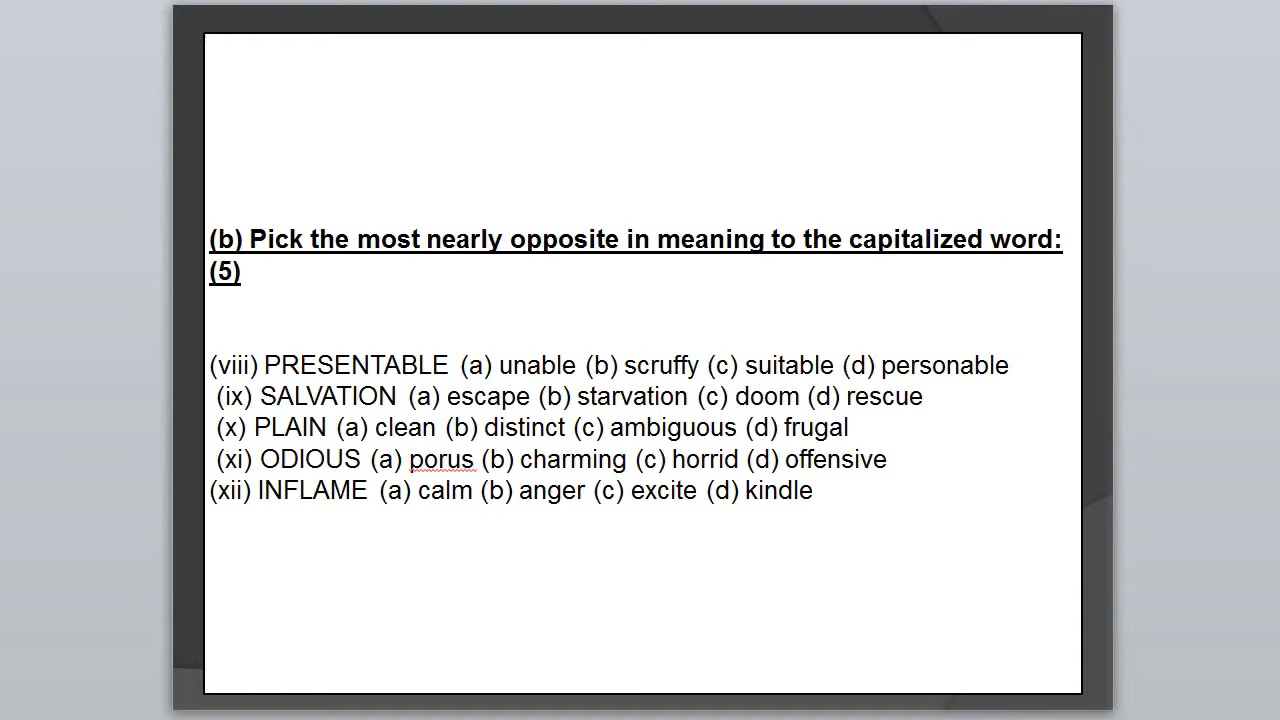 (b) Pick the most nearly opposite in meaning to the capitalized word:
(5)
(viii) PRESENTABLE (a) unable (b) scruffy (c) suitable (d) personable
(ix) SALVATION (a) escape (b) starvation (c) doom (d) rescue
(x) PLAIN (a) clean (b) distinct (c) ambiguous (d) frugal
(xi) ODIOUS (a) porus (b) charming (c) horrid (d) offensive
(xii) INFLAME (a) calm (b) anger (c) excite (d) kindle